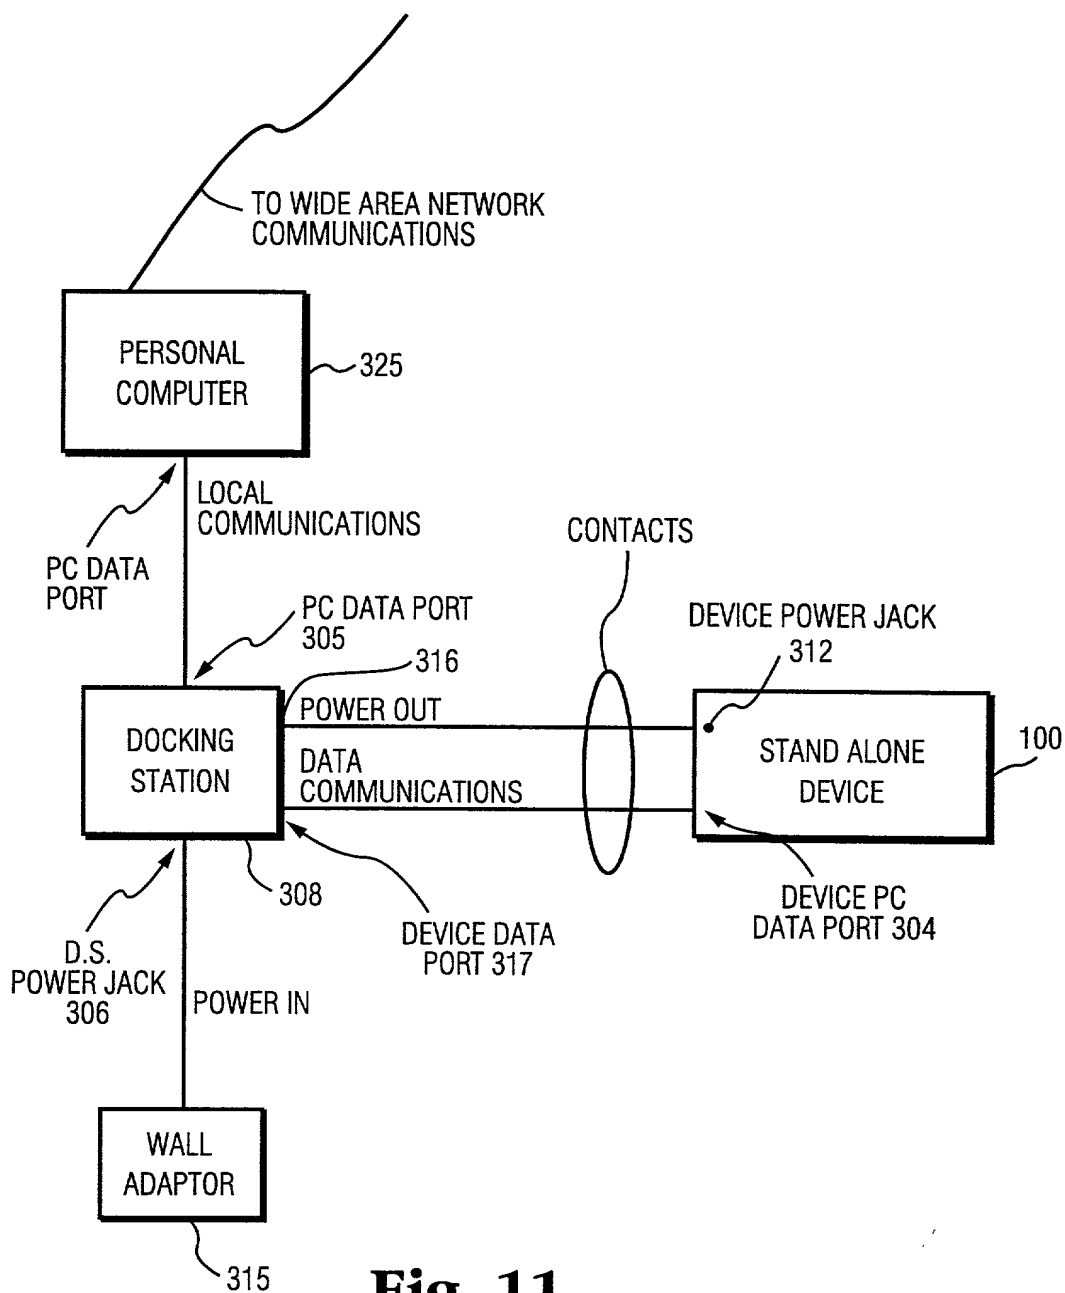 TO WIDE AREA NETWORK
COMMUNICATIONS
PERSONAL
COMPUTER
325
LOCAL
COMMUNICATIONS
PC DATA
PORT
CONTACTS
PC DATA PORT
305
316
DEVICE POWER JACK
312
POWER OUT
DOCKING
STATION
DATA
COMMUNICATIONS
STAND ALONE
DEVICE
100
308
DEVICE DATA
PORT 317
DEVICE PC
DATA PORT 304
D.S.
POWER JACK
306
POWER IN
WALL
ADAPTOR
315
Fig. 11